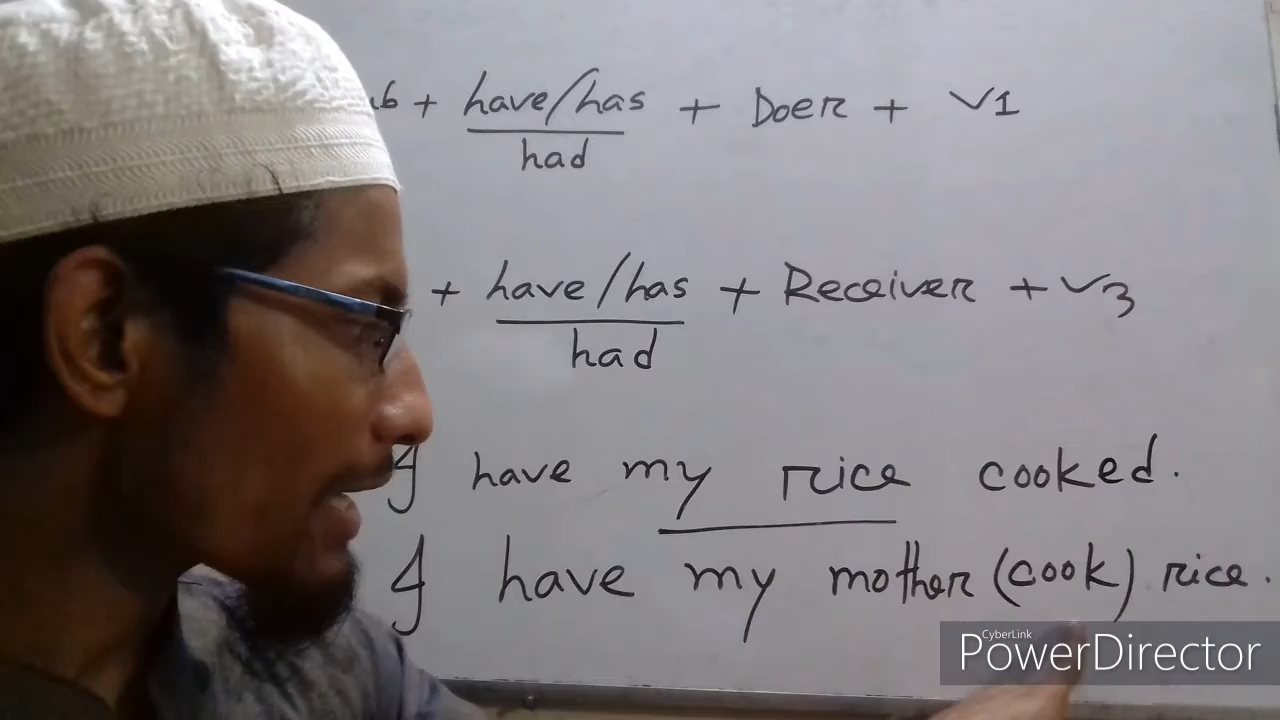 + have/has + DoER + V1
had
+ have/has + Receiver + V3
had
I have my rice cooked.
I have my mother (cook) rice.
CyberLink
PowerDirector